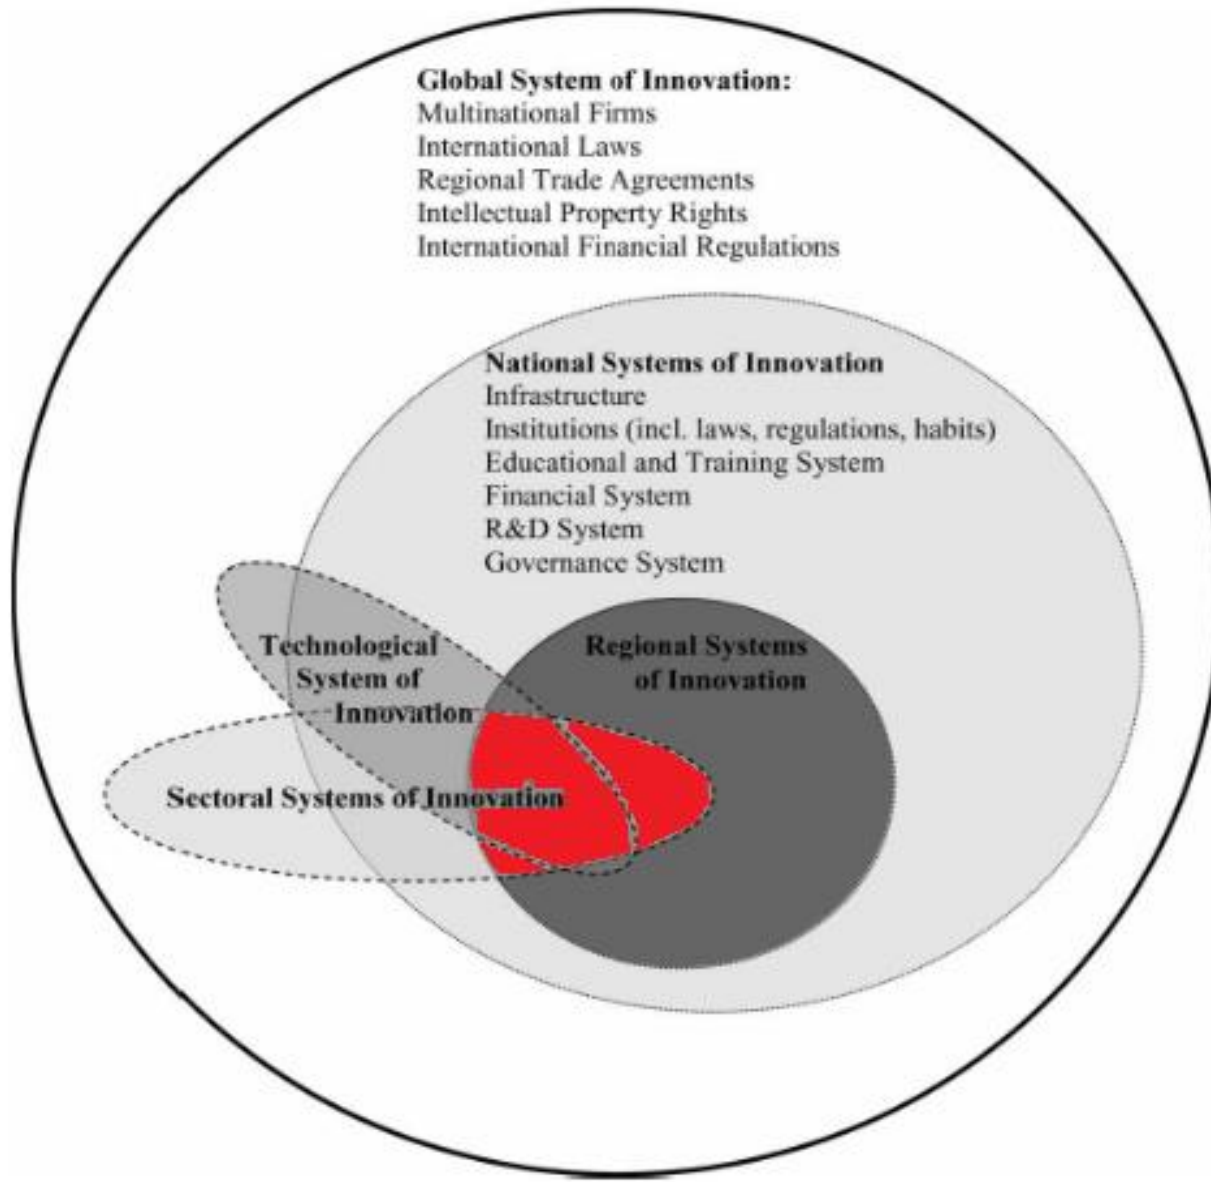 Global System of Innovation:
Multinational Firms
International Laws
Regional Trade Agreements
Intellectual Property Rights
International Financial Regulations
National Systems of Innovation
Infrastructure
Institutions (incl. laws, regulations, habits)
Educational and Training System
Financial System
R&D System
Governance System
Technological
System of
Innovation
Regional Systems
of Innovation
Sectoral Systems of Innovation